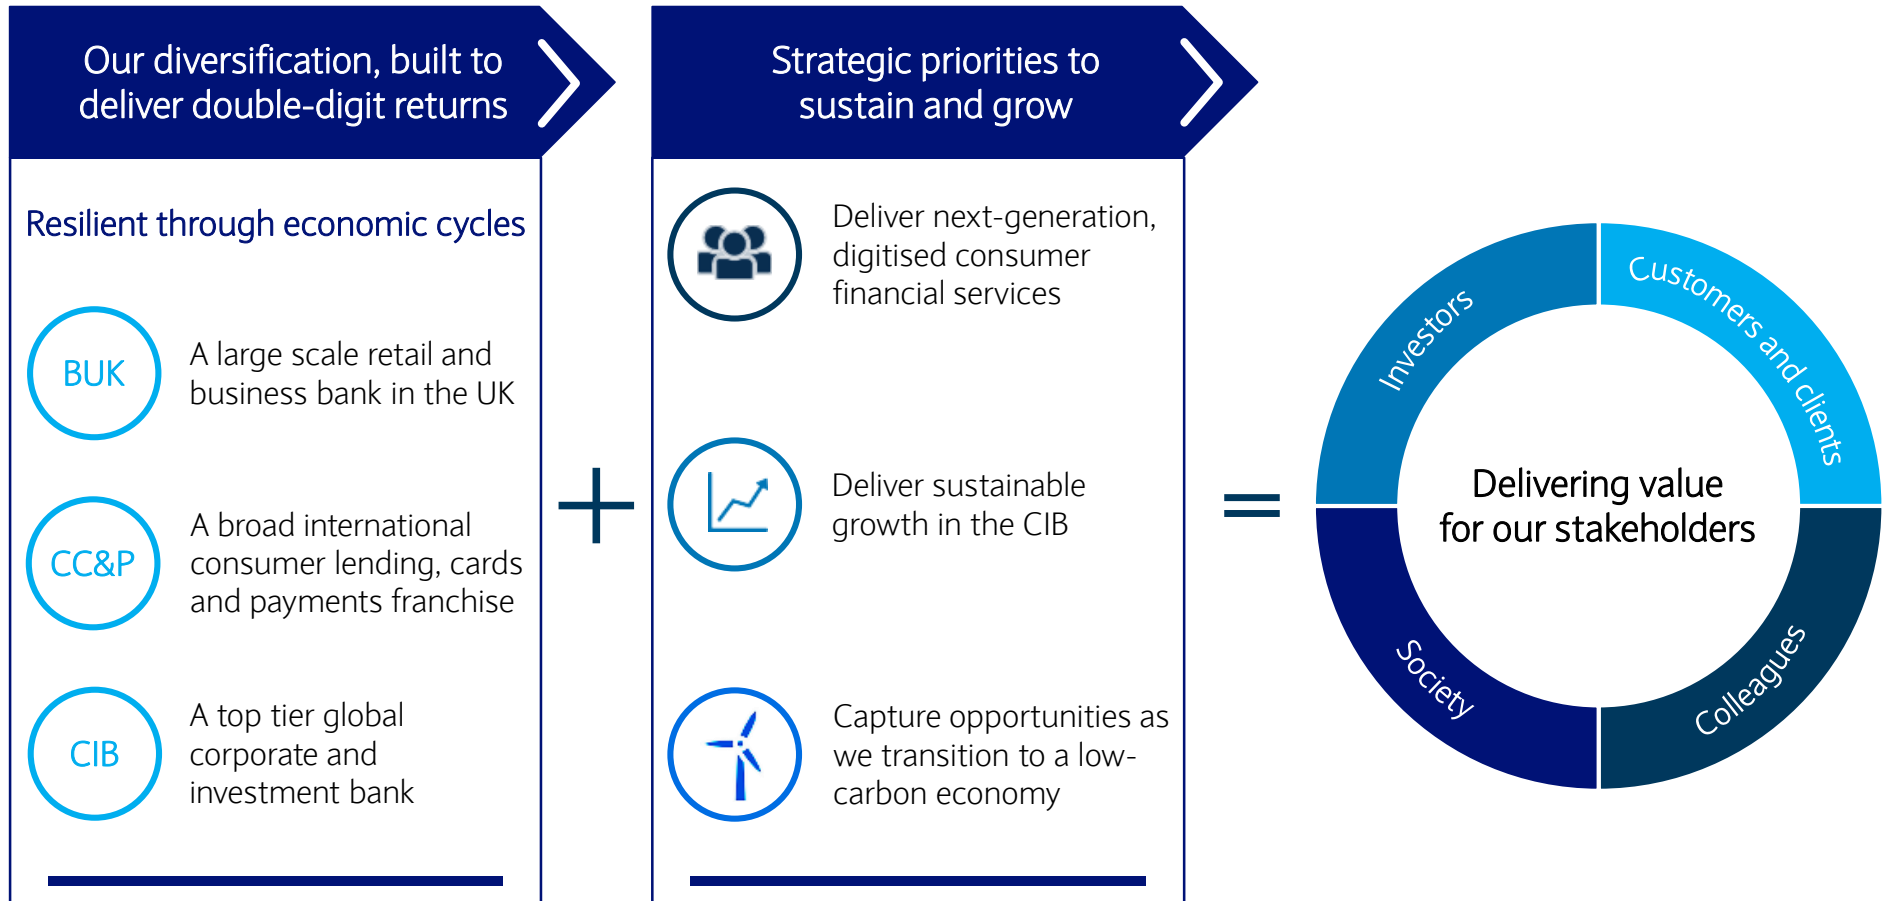 Our diversification, built to
deliver double-digit returns
Resilient through economic cycles
BUK
A large scale retail and
business bank in the UK
CC&P
A broad international
consumer lending, cards
and payments franchise
CIB
A top tier global
corporate and
investment bank
Strategic priorities to
sustain and grow
Deliver next-generation,
digitised consumer
financial services
Deliver sustainable
growth in the CIB
Capture opportunities as
we transition to a low-
carbon economy
Investors
Customers and clients
Delivering value
for our stakeholders
Society
Colleagues